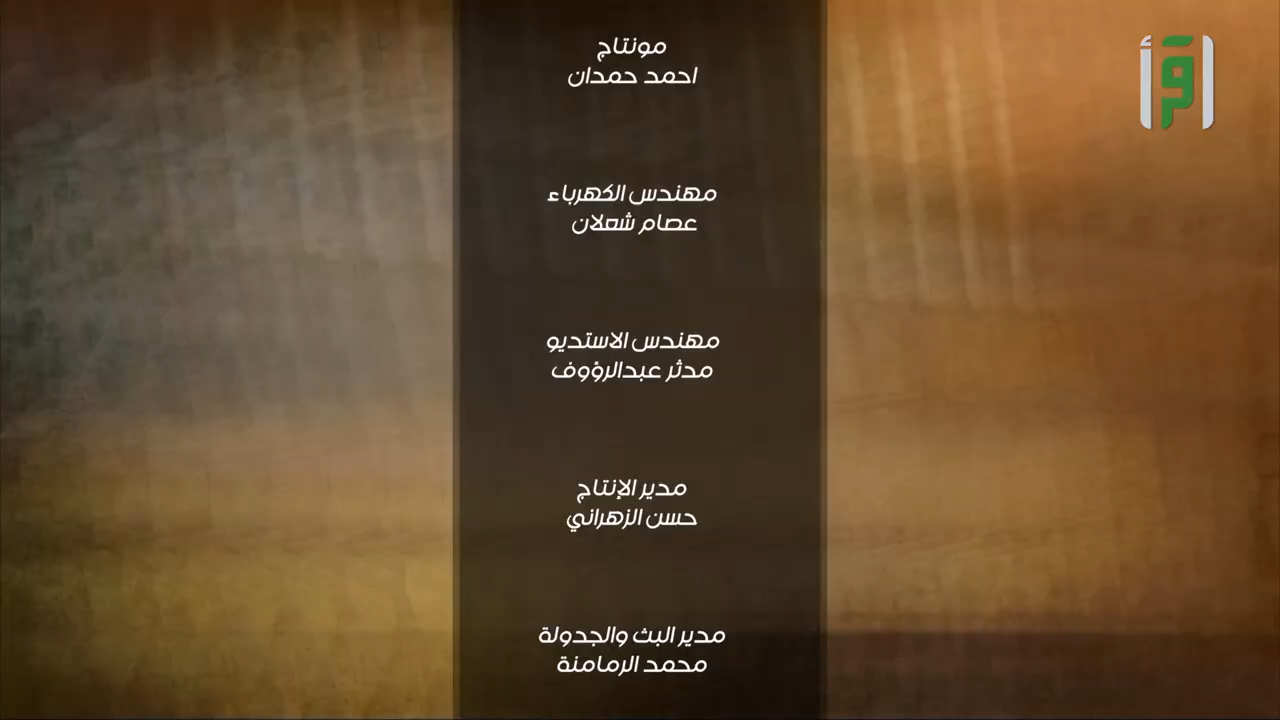 اقرأ
مونتاج
احمد حمدان
مهندس الكهرباء
عصام شعلان
مهندس الاستديو
مدثر عبدالرؤوف
مدير الإنتاج
حسن الزهراني
مدير البث والجدولة
محمد الرمامنة